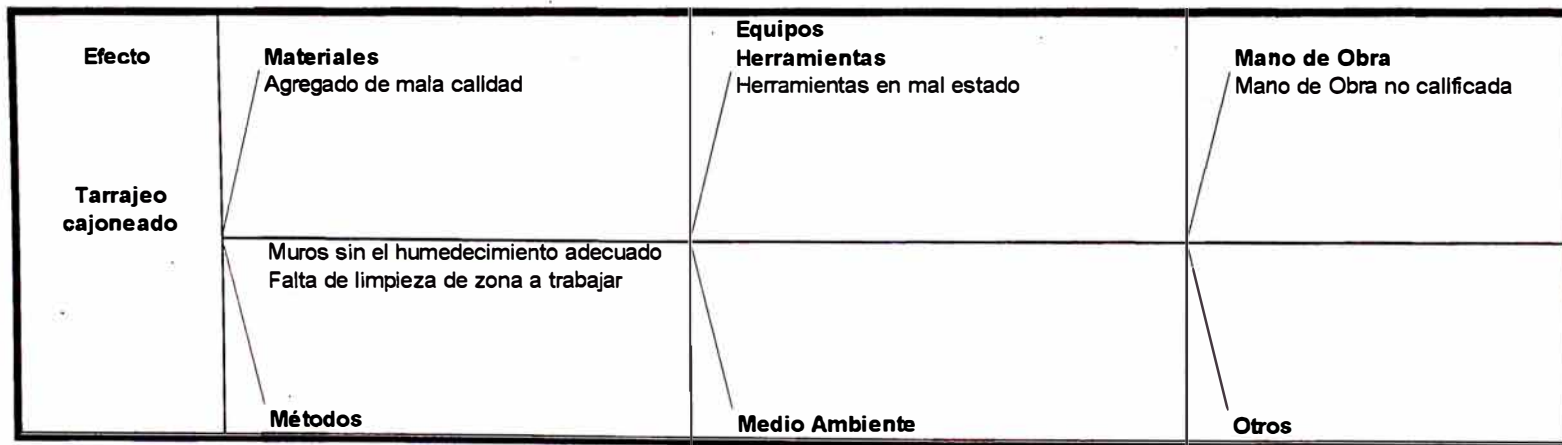 Efecto
Tarrajeo
cajoneado
Materiales
Agregado de mala calidad
Muros sin el humedecimiento adecuado
Falta de limpieza de zona a trabajar
Métodos
Equipos
Herramientas
Herramientas en mal estado
Medio Ambiente
Mano de Obra
Mano de Obra no calificada
Otros